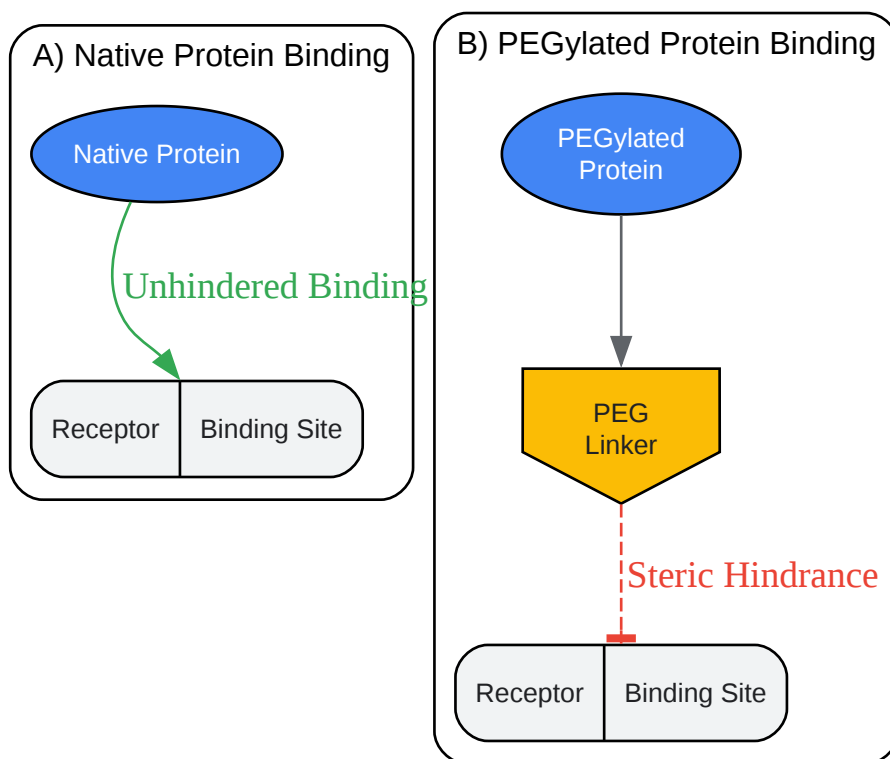 A) Native Protein Binding
Native Protein
Unhindered Binding
Receptor
Binding Site
B) PEGylated Protein Binding
PEGylated
Protein
PEG
Linker
Steric Hindrance
Receptor
Binding Site